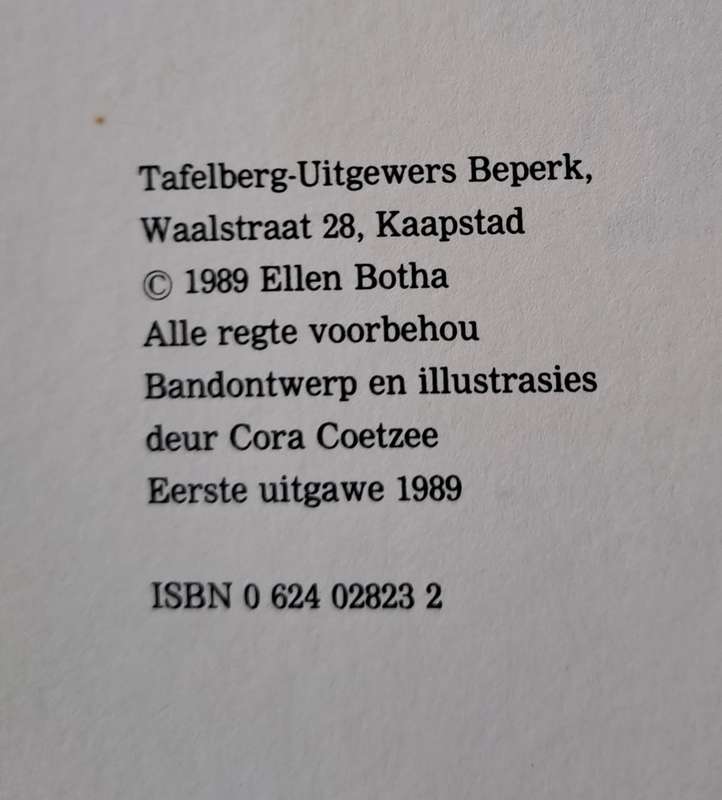 Tafelberg-Uitgewers Beperk,
Waalstraat 28, Kaapstad
© 1989 Ellen Botha
Alle regte voorbehou
Bandontwerp en illustrasies
deur Cora Coetzee
Eerste uitgawe 1989
ISBN 0 624 02823 2